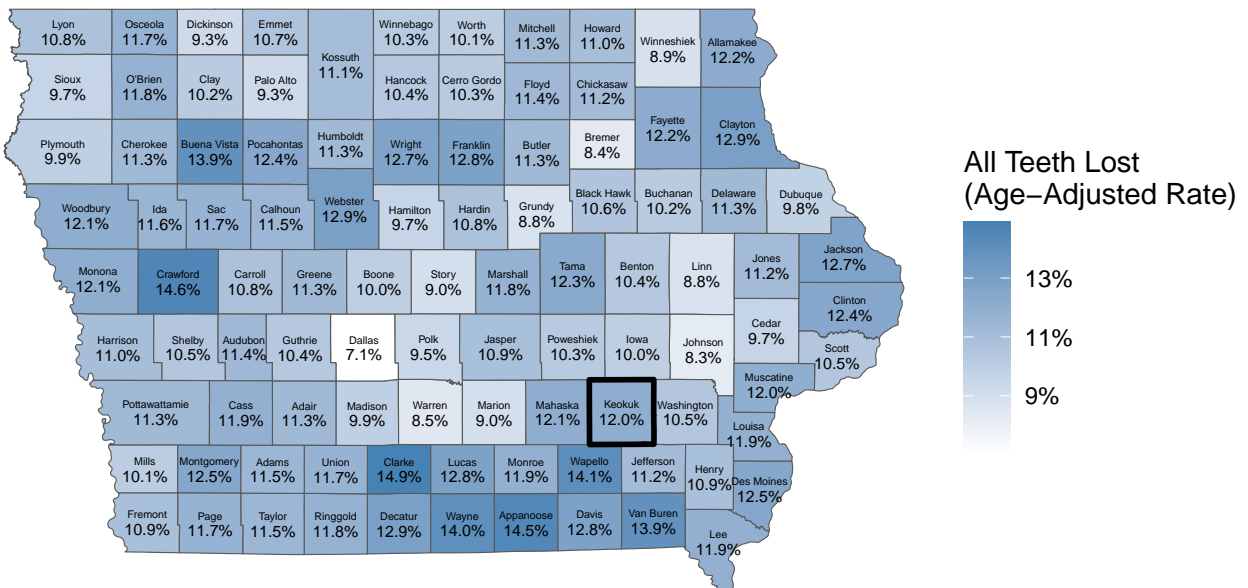 Lyon
10.8%
Osceola
11.7%
Dickinson
9.3%
Emmet
10.7%
Kossuth
11.1%
Winnebago
10.3%
Worth
10.1%
Mitchell
11.3%
Howard
11.0%
Winneshiek
8.9%
Allamakee
12.2%
Sioux
9.7%
O'Brien
11.8%
Clay
10.2%
Palo Alto
9.3%
Hancock
10.4%
Cerro Gordo
10.3%
Floyd
11.4%
Chickasaw
11.2%
Fayette
12.2%
Clayton
12.9%
Plymouth
9.9%
Cherokee
11.3%
Buena Vista
13.9%
Pocahontas
12.4%
Humboldt
11.3%
Wright
12.7%
Franklin
12.8%
Butler
11.3%
Bremer
8.4%
Woodbury
12.1%
Ida
11.6%
Sac
11.7%
Calhoun
11.5%
Webster
12.9%
Hamilton
9.7%
Hardin
10.8%
Grundy
8.8%
Black Hawk
10.6%
Buchanan
10.2%
Delaware
11.3%
Dubuque
9.8%
Monona
12.1%
Crawford
14.6%
Carroll
10.8%
Greene
11.3%
Boone
10.0%
Story
9.0%
Marshall
11.8%
Tama
12.3%
Benton
10.4%
Linn
8.8%
Jones
11.2%
Jackson
12.7%
Clinton
12.4%
Harrison
11.0%
Shelby
10.5%
Audubon
11.4%
Guthrie
10.4%
Dallas
7.1%
Polk
9.5%
Jasper
10.9%
Poweshiek
10.3%
Iowa
10.0%
Johnson
8.3%
Cedar
9.7%
Scott
10.5%
Muscatine
12.0%
Pottawattamie
11.3%
Cass
11.9%
Adair
11.3%
Madison
9.9%
Warren
8.5%
Marion
9.0%
Mahaska
12.1%
Keokuk
12.0%
Washington
10.5%
Louisa
11.9%
Mills
10.1%
Montgomery
12.5%
Adams
11.5%
Union
11.7%
Clarke
14.9%
Lucas
12.8%
Monroe
11.9%
Wapello
14.1%
Jefferson
11.2%
Henry
10.9%
Des Moines
12.5%
Fremont
10.9%
Page
11.7%
Taylor
11.5%
Ringgold
11.8%
Decatur
12.9%
Wayne
14.0%
Appanoose
14.5%
Davis
12.8%
Van Buren
13.9%
Lee
11.9%
All Teeth Lost
(Age−Adjusted Rate)
13%
11%
9%